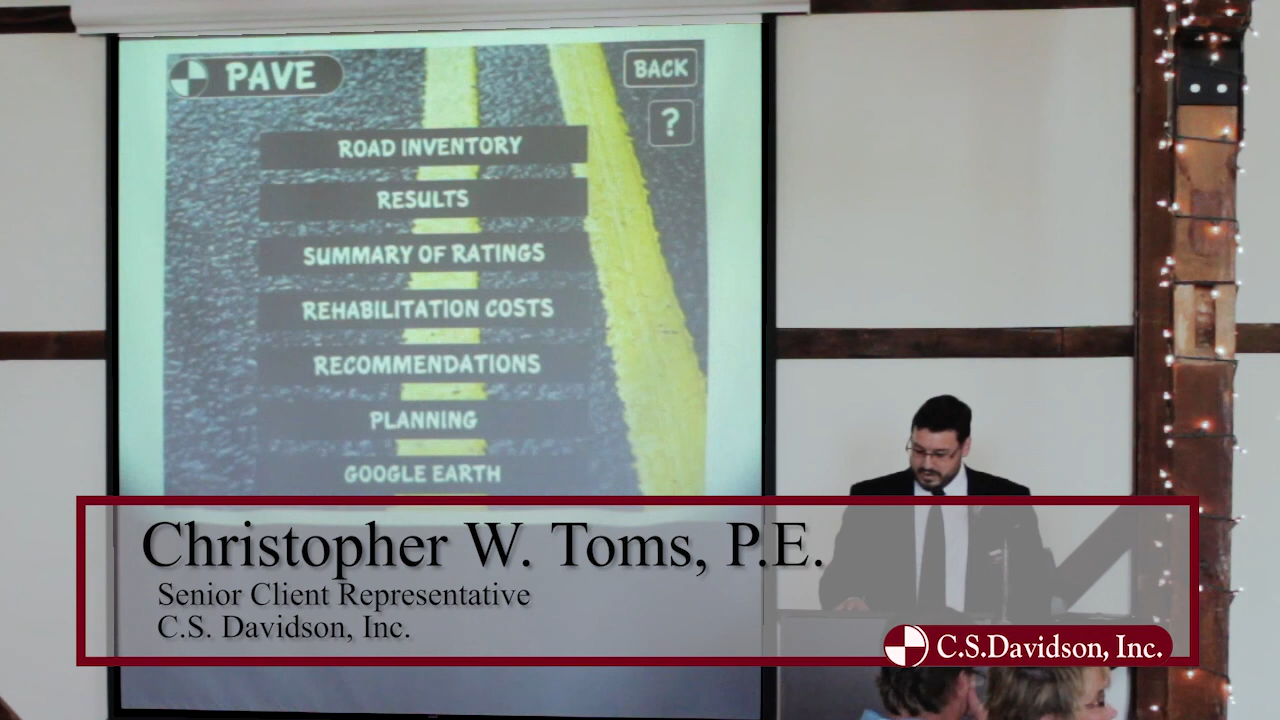 PAVE
BACK
?
ROAD INVENTORY
RESULTS
SUMMARY OF RATINGS
REHABILITATION COSTS
RECOMMENDATIONS
PLANNING
GOOGLE EARTH
Christopher W. Toms, P.E.
Senior Client Representative
C.S. Davidson, Inc.
C.S.Davidson, Inc.